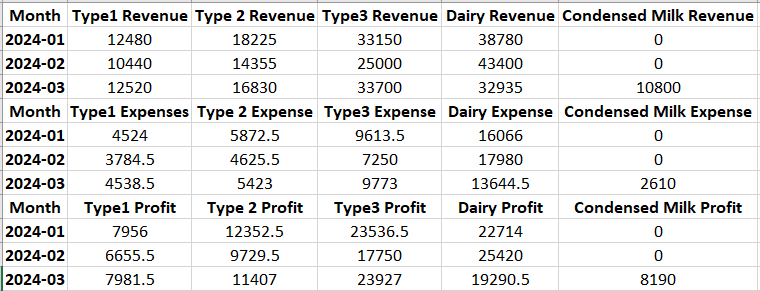 Month Type1 Revenue Type 2 Revenue Type3 Revenue Dairy Revenue Condensed Milk Revenue
2024-01 12480 18225 33150 38780 0
2024-02 10440 14355 25000 43400 0
2024-03 12520 16830 33700 32935 10800
Month Type1 Expenses Type 2 Expense Type3 Expense Dairy Expense Condensed Milk Expense
2024-01 4524 5872.5 9613.5 16066 0
2024-02 3784.5 4625.5 7250 17980 0
2024-03 4538.5 5423 9773 13644.5 2610
Month Type1 Profit Type 2 Profit Type3 Profit Dairy Profit Condensed Milk Profit
2024-01 7956 12352.5 23536.5 22714 0
2024-02 6655.5 9729.5 17750 25420 0
2024-03 7981.5 11407 23927 19290.5 8190